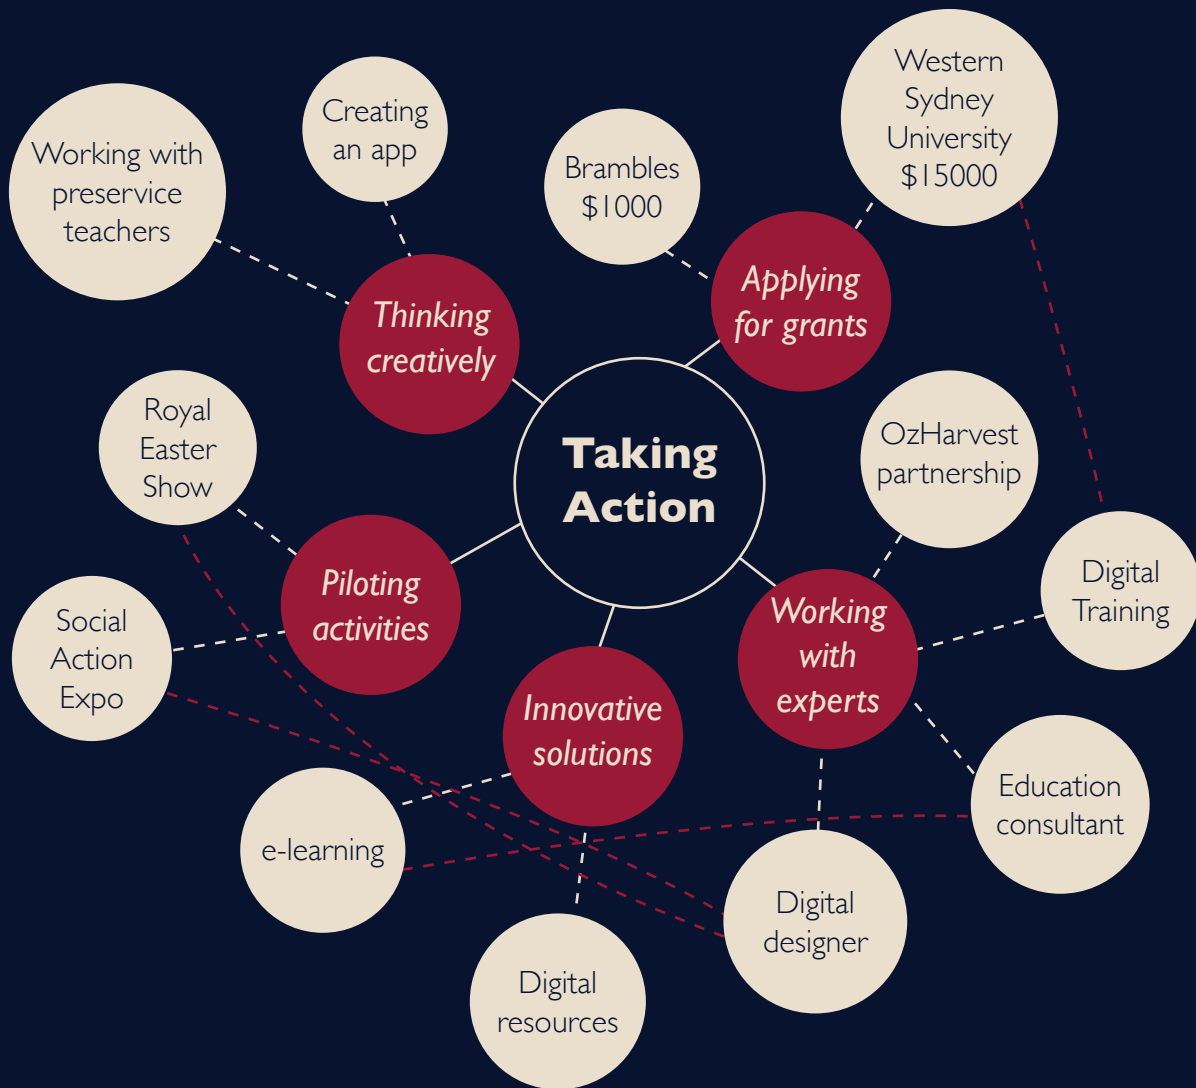 Western
Sydney
University
$15000
Creating
an app
Working with
preservice
teachers
Brambles
$1000
Applying
for grants
Thinking
creatively
Royal
Easter
Show
Taking
Action
OzHarvest
partnership
Piloting
activities
Digital
Training
Social
Action
Expo
Working
with
experts
Innovative
solutions
Education
consultant
e-learning
Digital
designer
Digital
resources